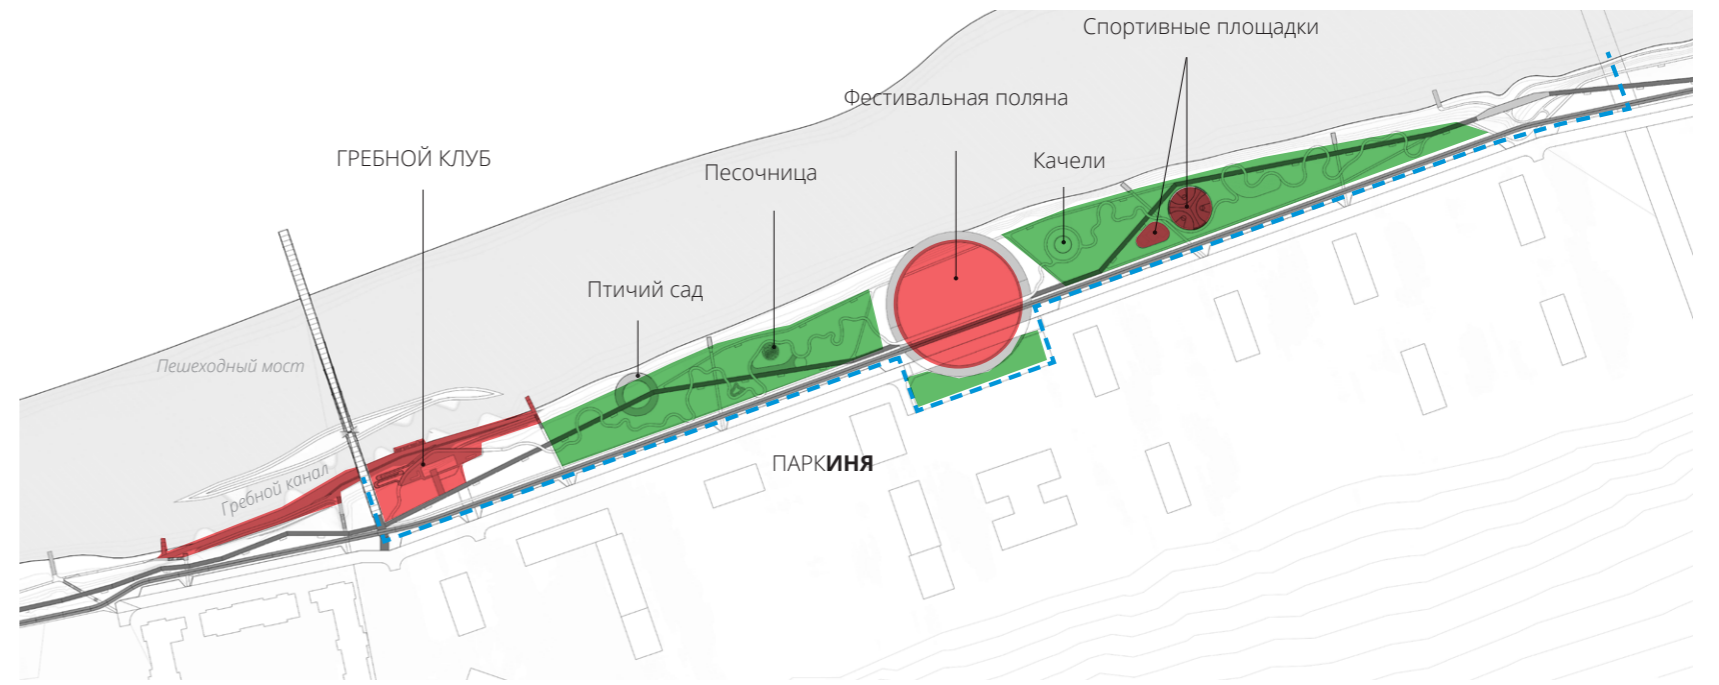 Спортивные площадки
Фестивальная поляна
ГРЕБНОЙ КЛУБ
Качели
Песочница
Птичий сад
Пешеходный мост
Гребной канал
ПАРКИНЯ